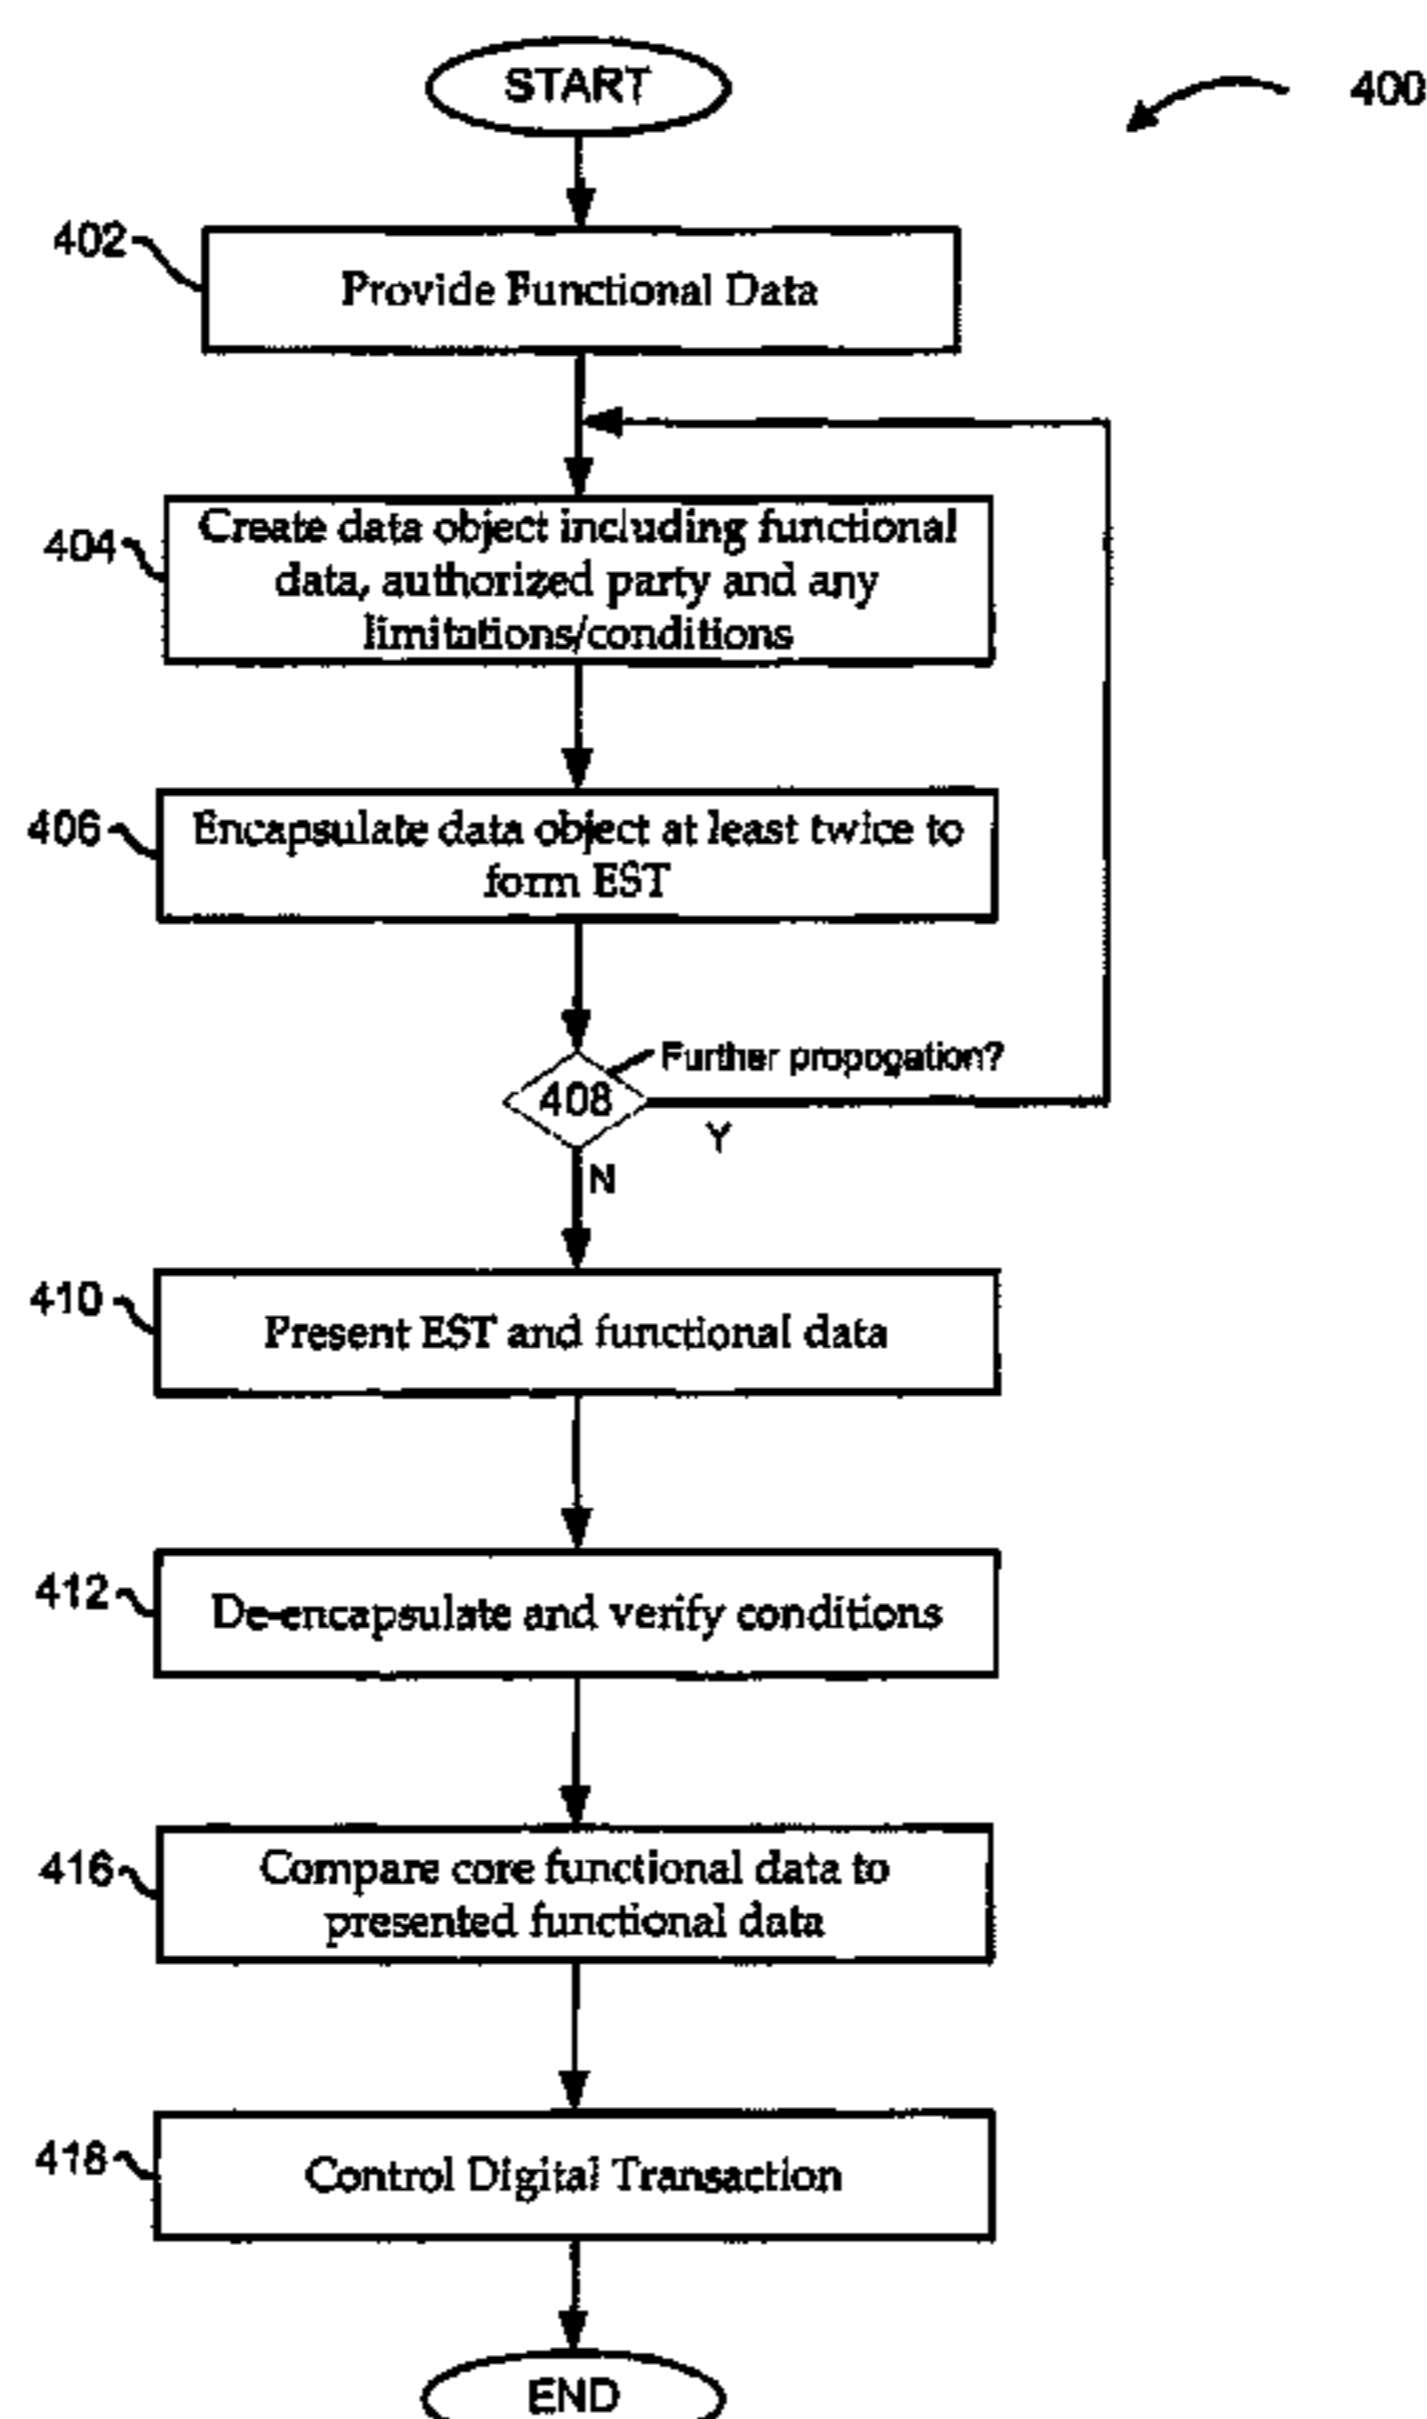 START
400
402
Provide Functional Data
404
Create data object including functional
data, authorized party and any
limitations/conditions
406
Encapsulate data object at least twice to
form EST
Further propogation?
408
Y
N
410
Present EST and functional data
412
De-encapsulate and verify conditions
416
Compare core functional data to
presented functional data
418
Control Digital Transaction
END